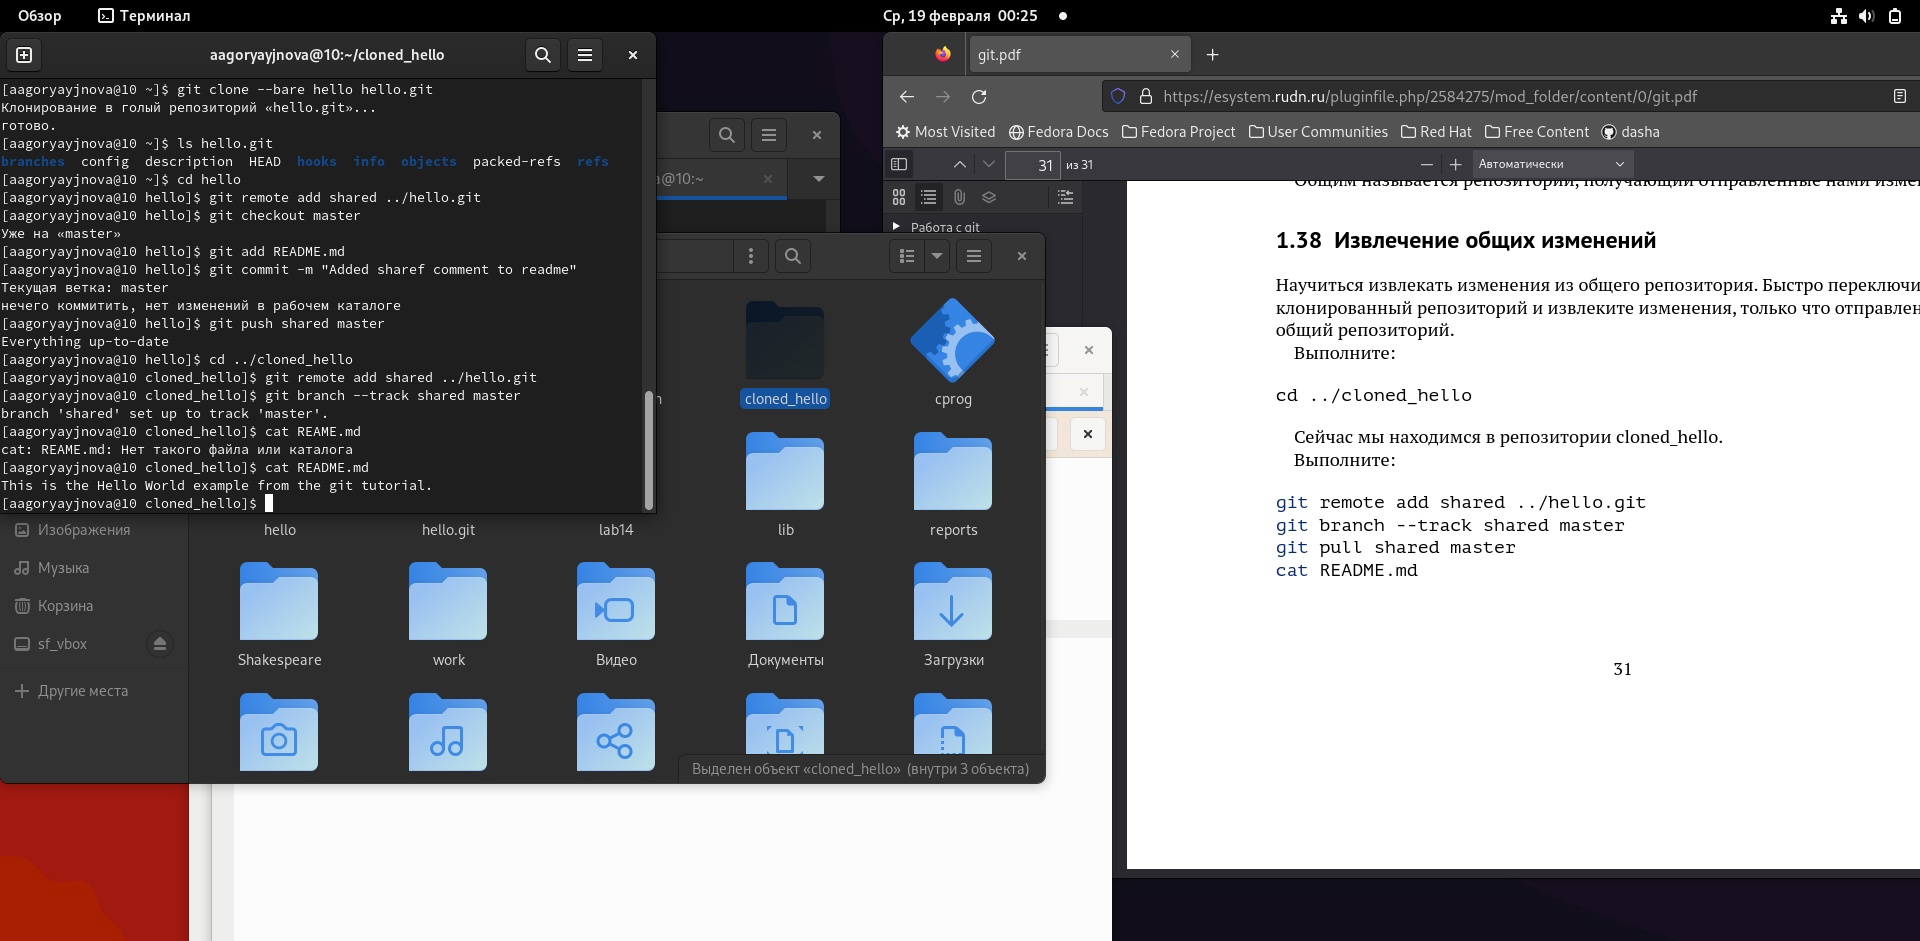 Обзор
Терминал
Ср, 19 февраля 00:25
aagoryayjnova@10:~/cloned_hello
[aagoryayjnova@10 ~]$ git clone --bare hello hello.git
Клонирование в голый репозиторий «hello.git»...
готово.
[aagoryayjnova@10 ~]$ ls hello.git
branches config description HEAD hooks info objects packed-refs refs
[aagoryayjnova@10 ~]$ cd hello
[aagoryayjnova@10 hello]$ git remote add shared ../hello.git
[aagoryayjnova@10 hello]$ git checkout master
Уже на «master»
[aagoryayjnova@10 hello]$ git add README.md
[aagoryayjnova@10 hello]$ git commit -m "Added sharef comment to readme"
Текущая ветка: master
нечего коммитить, нет изменений в рабочем каталоге
[aagoryayjnova@10 hello]$ git push shared master
Everything up-to-date
[aagoryayjnova@10 hello]$ cd ../cloned_hello
[aagoryayjnova@10 cloned_hello]$ git remote add shared ../hello.git
[aagoryayjnova@10 cloned_hello]$ git branch --track shared master
branch 'shared' set up to track 'master'.
[aagoryayjnova@10 cloned_hello]$ cat REAME.md
cat: REAME.md: Нет такого файла или каталога
[aagoryayjnova@10 cloned_hello]$ cat README.md
This is the Hello World example from the git tutorial.
[aagoryayjnova@10 cloned_hello]$
@10:~
cloned_hello
cprog
hello
hello.git
lab14
lib
reports
Shakespeare
work
Видео
Документы
Загрузки
Изображения
Музыка
Корзина
sf_vbox
Другие места
Выделен объект «cloned_hello» (внутри 3 объекта)
git.pdf
https://esystem.rudn.ru/pluginfile.php/2584275/mod_folder/content/0/git.pdf
Most Visited
Fedora Docs
Fedora Project
User Communities
Red Hat
Free Content
dasha
31
из 31
Автоматически
Работа с git
Общим называется репозиторий, получающий отправленные нами
1.38 Извлечение общих изменений
Научиться извлекать изменения из общего репозитория. Быстро
клонированный репозиторий и извлеките изменения, только что
общий репозиторий.
Выполните:
cd ../cloned_hello
Сейчас мы находимся в репозитории cloned_hello.
Выполните:
git remote add shared ../hello.git
git branch --track shared master
git pull shared master
cat README.md
31